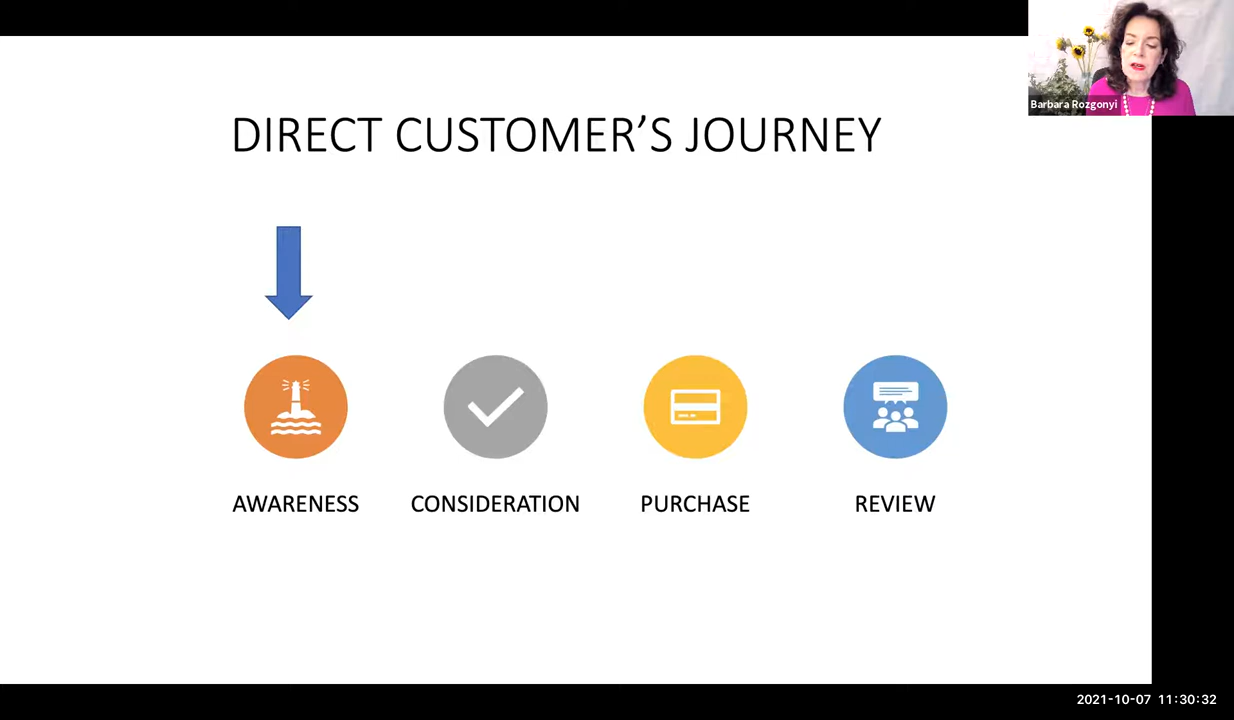 Barbara Rozgonyi
DIRECT CUSTOMER’S JOURNEY
AWARENESS
CONSIDERATION
PURCHASE
REVIEW
2021-10-07 11:30:32